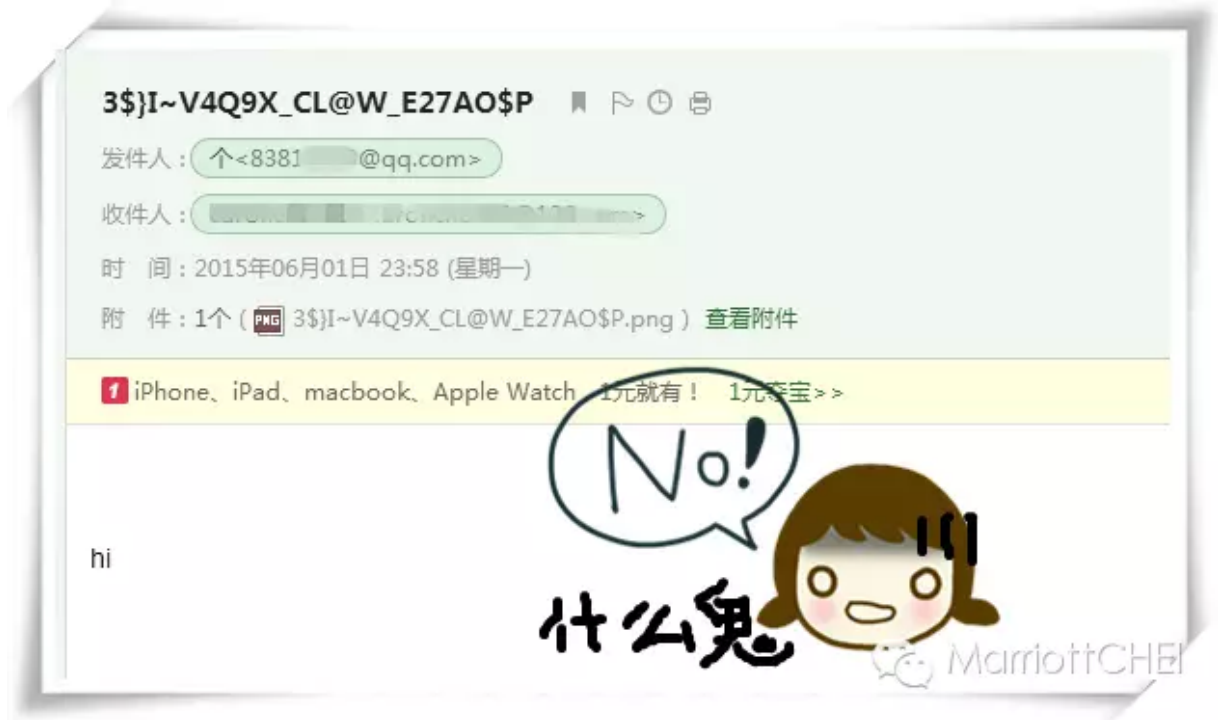 3$}I~V4Q9X_CL@W_E27AO$P
发件人：个<8381 @qq.com>
收件人：
时 间：2015年06月01日 23:58 (星期一)
附 件：1个 ( PNG 3$}I~V4Q9X_CL@W_E27AO$P.png ) 查看附件
1 iPhone、iPad、macbook、Apple Watch 1元就有！ 1元夺宝>>
No!
hi
什么鬼
MarriottCHEI